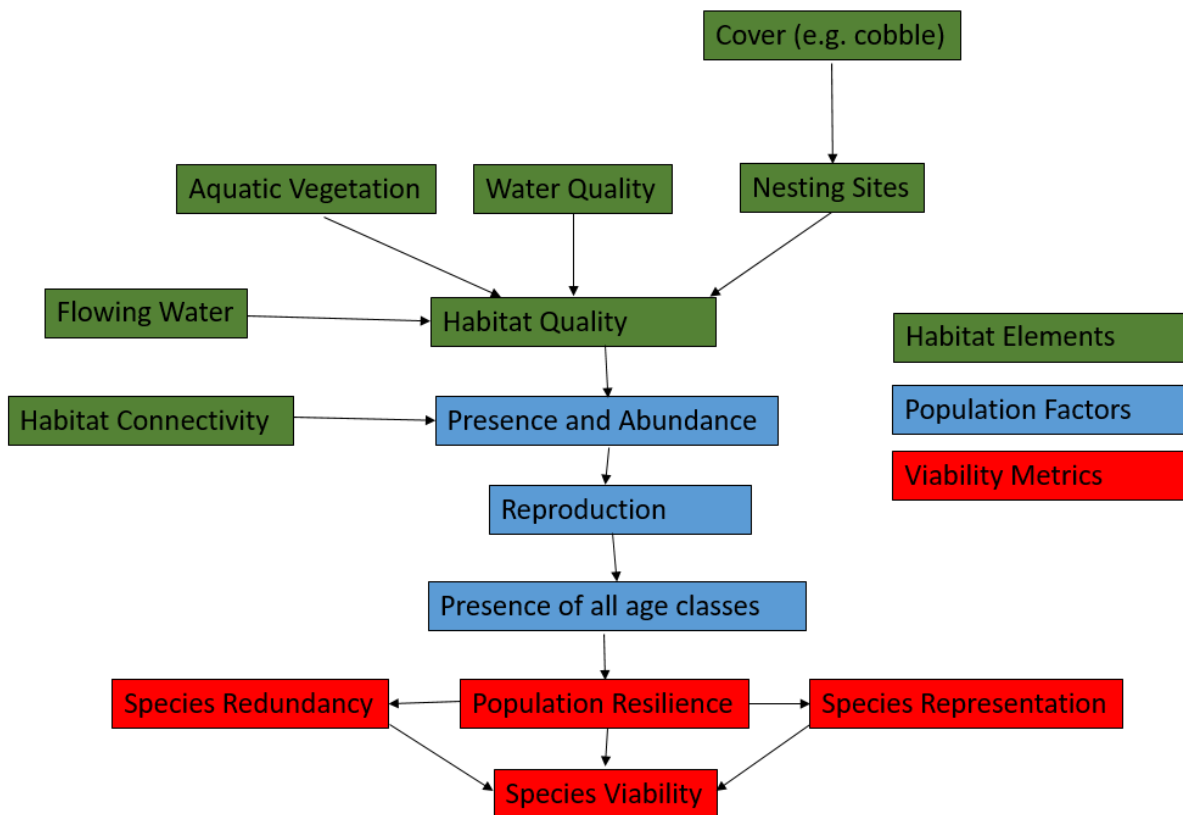 Cover (e.g. cobble)
Aquatic Vegetation
Water Quality
Nesting Sites
Flowing Water
Habitat Quality
Habitat Elements
Habitat Connectivity
Presence and Abundance
Population Factors
Viability Metrics
Reproduction
Presence of all age classes
Species Redundancy
Population Resilience
Species Representation
Species Viability